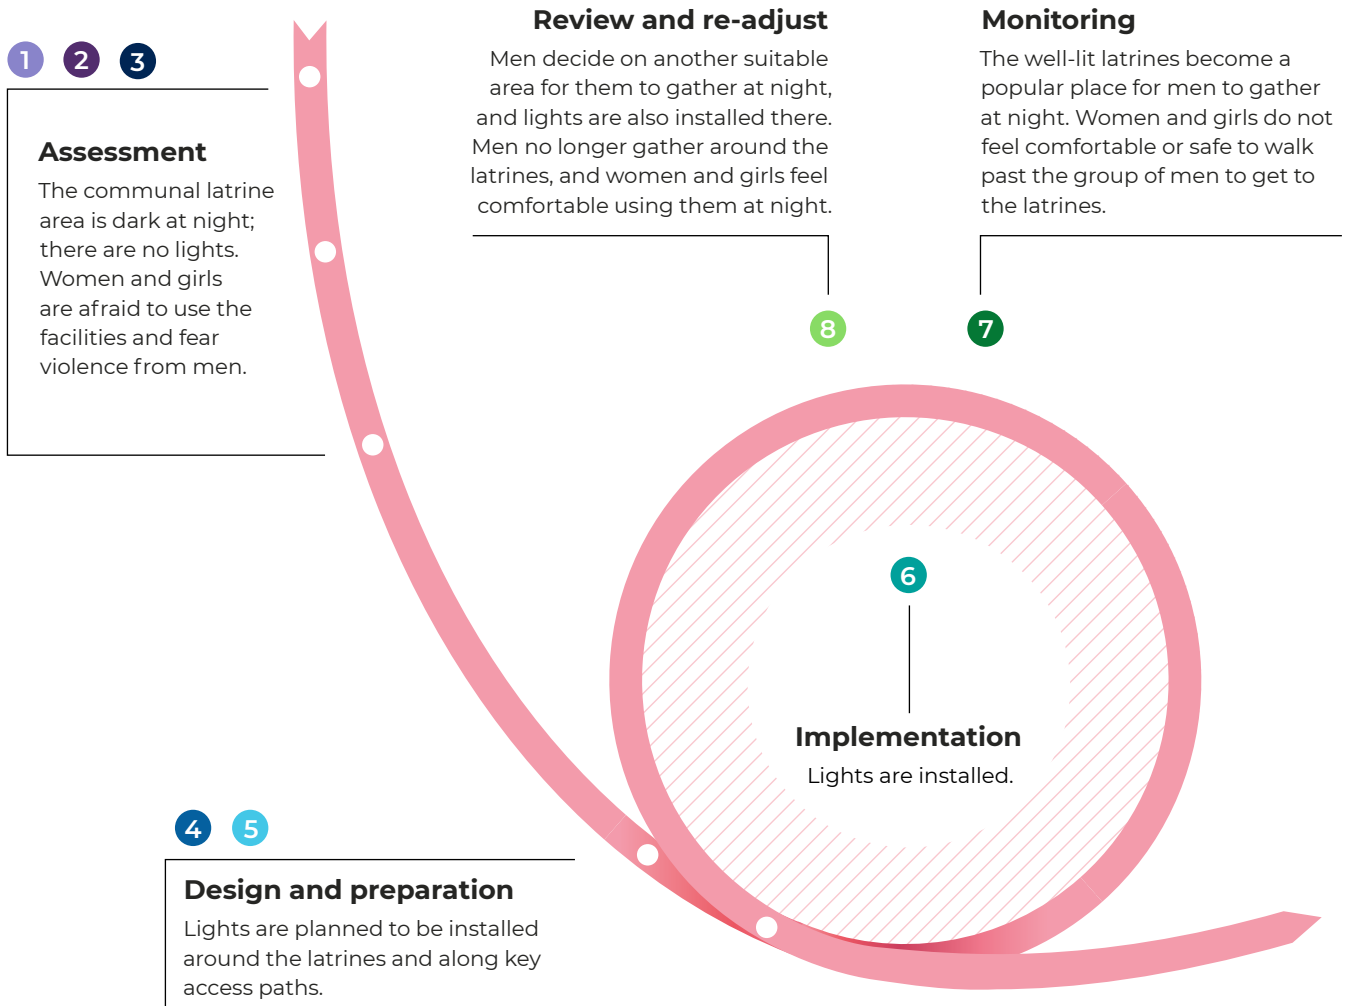 1 2 3
Assessment
The communal latrine
area is dark at night;
there are no lights.
Women and girls
are afraid to use the
facilities and fear
violence from men.
4 5
Design and preparation
Lights are planned to be installed
around the latrines and along key
access paths.
6
Implementation
Lights are installed.
7
Monitoring
The well-lit latrines become a
popular place for men to gather
at night. Women and girls do not
feel comfortable or safe to walk
past the group of men to get to
the latrines.
8
Review and re-adjust
Men decide on another suitable
area for them to gather at night,
and lights are also installed there.
Men no longer gather around the
latrines, and women and girls feel
comfortable using them at night.